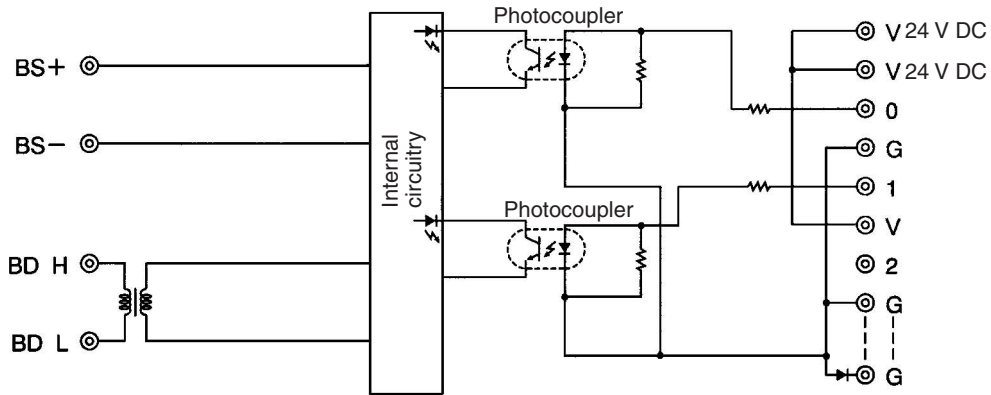 Photocoupler
V 24 V DC
BS+
V 24 V DC
0
BS−
G
Internal
circuitry
1
Photocoupler
V
BD H
2
G
BD L
G